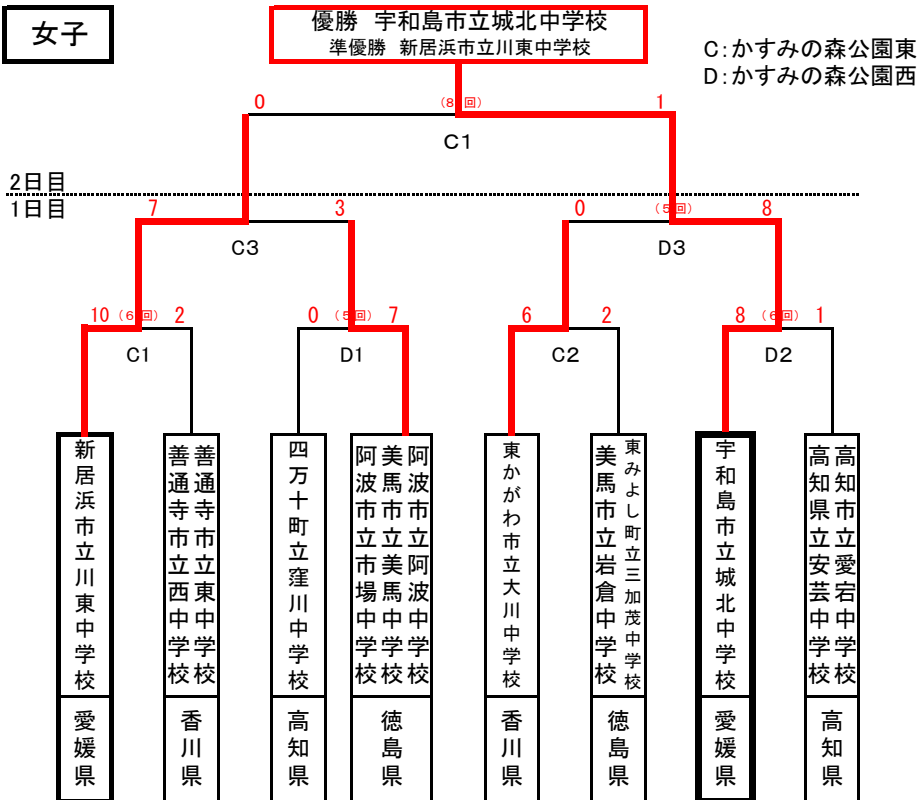 女子
優勝 宇和島市立城北中学校
準優勝 新居浜市立川東中学校
C:かすみの森公園東
D:かすみの森公園西
0
(8回)
1
C1
2日目
1日目
7
3
C3
0
(5回)
8
D3
10
(6回)
2
C1
0
(5回)
7
D1
6
2
C2
8
(6回)
1
D2
新居浜市立川東中学校
愛媛県
善通寺市立東中学校
善通寺市立西中学校
香川県
四万十町立窪川中学校
高知県
阿波市立阿波中学校
美馬市立美馬中学校
阿波市立市場中学校
徳島県
東かがわ市立大川中学校
香川県
東みよし町立三加茂中学校
美馬市立岩倉中学校
徳島県
宇和島市立城北中学校
愛媛県
高知市立愛宕中学校
高知県立安芸中学校
高知県